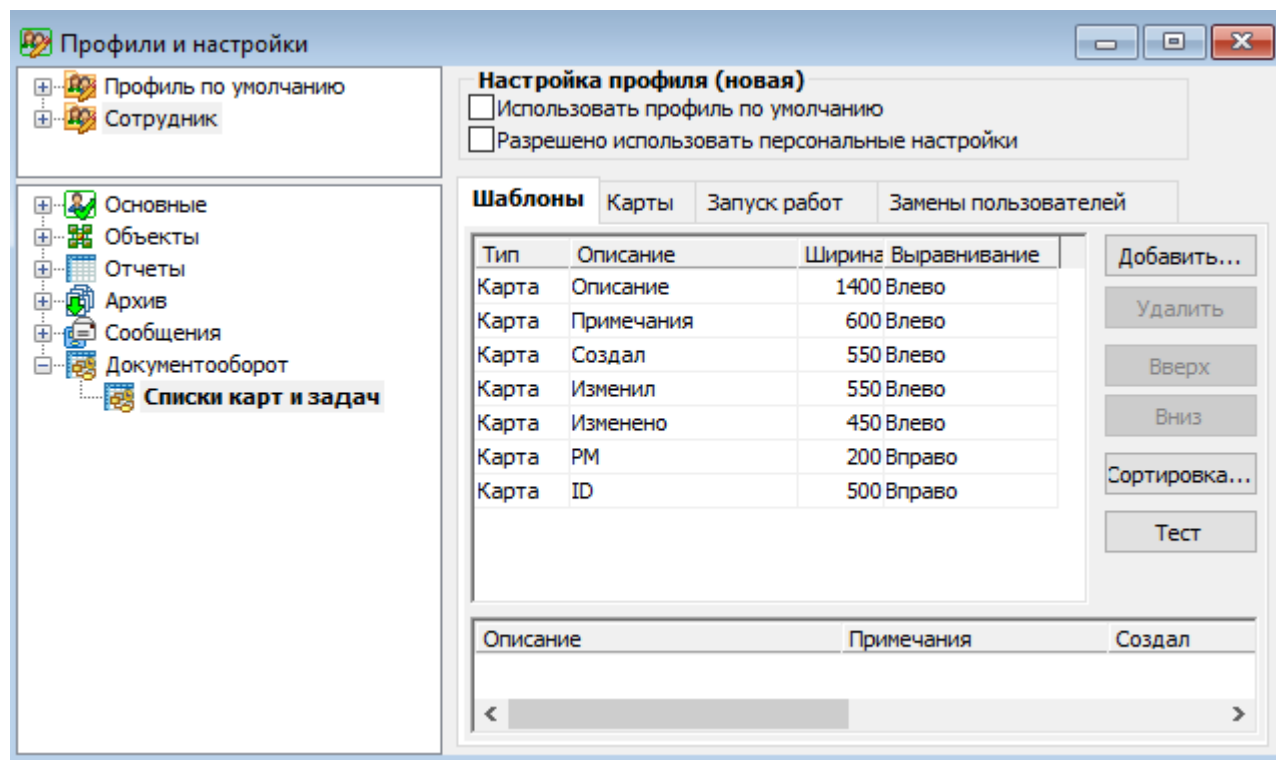 Профили и настройки
Профиль по умолчанию
Сотрудник
Основные
Объекты
Отчеты
Архив
Сообщения
Документооборот
Списки карт и задач
Настройка профиля (новая)
Использовать профиль по умолчанию
Разрешено использовать персональные настройки
Шаблоны Карты Запуск работ Замены пользователей
Тип Описание Ширина Выравнивание
Карта Описание 1400 Влево
Карта Примечания 600 Влево
Карта Создал 550 Влево
Карта Изменил 550 Влево
Карта Изменено 450 Влево
Карта PM 200 Вправо
Карта ID 500 Вправо
Добавить...
Удалить
Вверх
Вниз
Сортировка...
Тест
Описание Примечания Создал